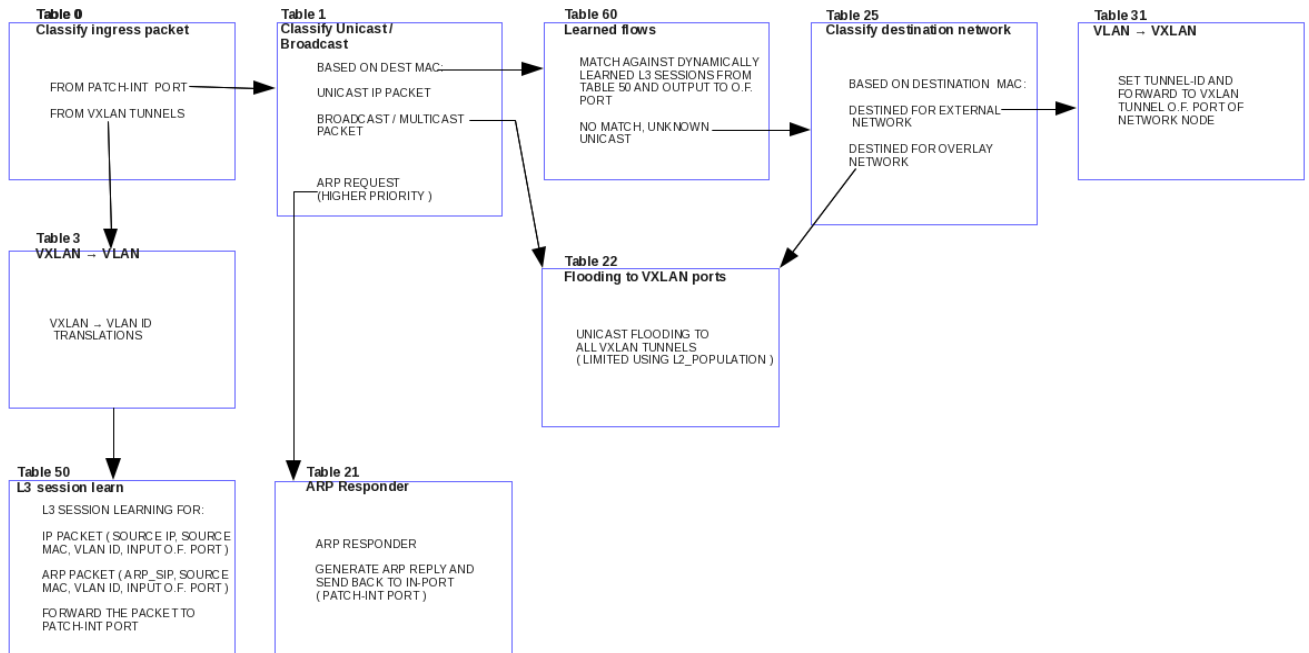 Table 0
Classify ingress packet
FROM PATCH-INT PORT
FROM VXLAN TUNNELS
Table 1
Classify Unicast /
Broadcast
BASED ON DEST MAC:
UNICAST IP PACKET
BROADCAST / MULTICAST
PACKET
ARP REQUEST
(HIGHER PRIORITY )
Table 60
Learned flows
MATCH AGAINST DYNAMICALLY
LEARNED L3 SESSIONS FROM
TABLE 50 AND OUTPUT TO O.F.
PORT
NO MATCH, UNKNOWN
UNICAST
Table 25
Classify destination network
BASED ON DESTINATION MAC:
DESTINED FOR EXTERNAL
NETWORK
DESTINED FOR OVERLAY
NETWORK
Table 31
VLAN → VXLAN
SET TUNNEL-ID AND
FORWARD TO VXLAN
TUNNEL O.F. PORT OF
NETWORK NODE
Table 3
VXLAN → VLAN
VXLAN → VLAN ID
TRANSLATIONS
Table 22
Flooding to VXLAN ports
UNICAST FLOODING TO
ALL VXLAN TUNNELS
( LIMITED USING L2_POPULATION )
Table 50
L3 session learn
L3 SESSION LEARNING FOR:
IP PACKET ( SOURCE IP, SOURCE
MAC, VLAN ID, INPUT O.F. PORT )
ARP PACKET ( ARP_SIP, SOURCE
MAC, VLAN ID, INPUT O.F. PORT )
FORWARD THE PACKET TO
PATCH-INT PORT
Table 21
ARP Responder
ARP RESPONDER
GENERATE ARP REPLY AND
SEND BACK TO IN-PORT
( PATCH-INT PORT )